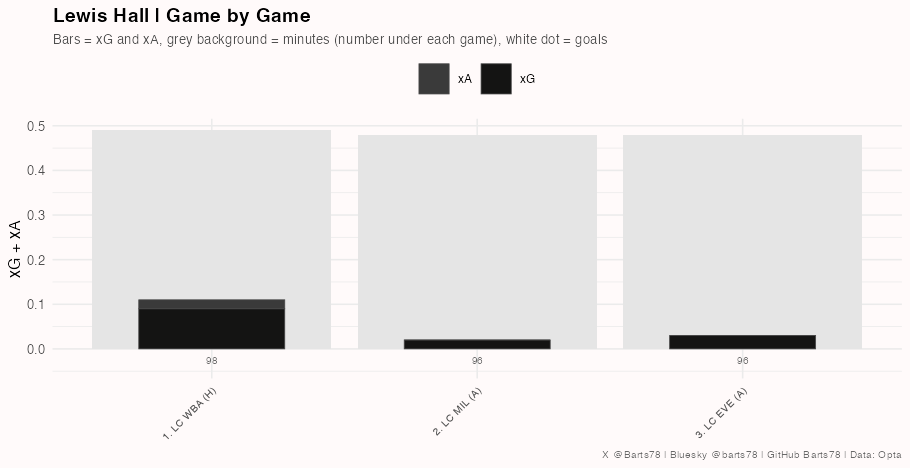 Lewis Hall | Game by Game
Bars = xG and xA, grey background = minutes (number under each game), white dot = goals
xA xG
xG + xA
0.5
0.4
0.3
0.2
0.1
0.0
98 96 96
1. LC WBA (H) 2. LC MIL (A) 3. LC EVE (A)
X @Barts78 | Bluesky @barts78 | GitHub Barts78 | Data: Opta